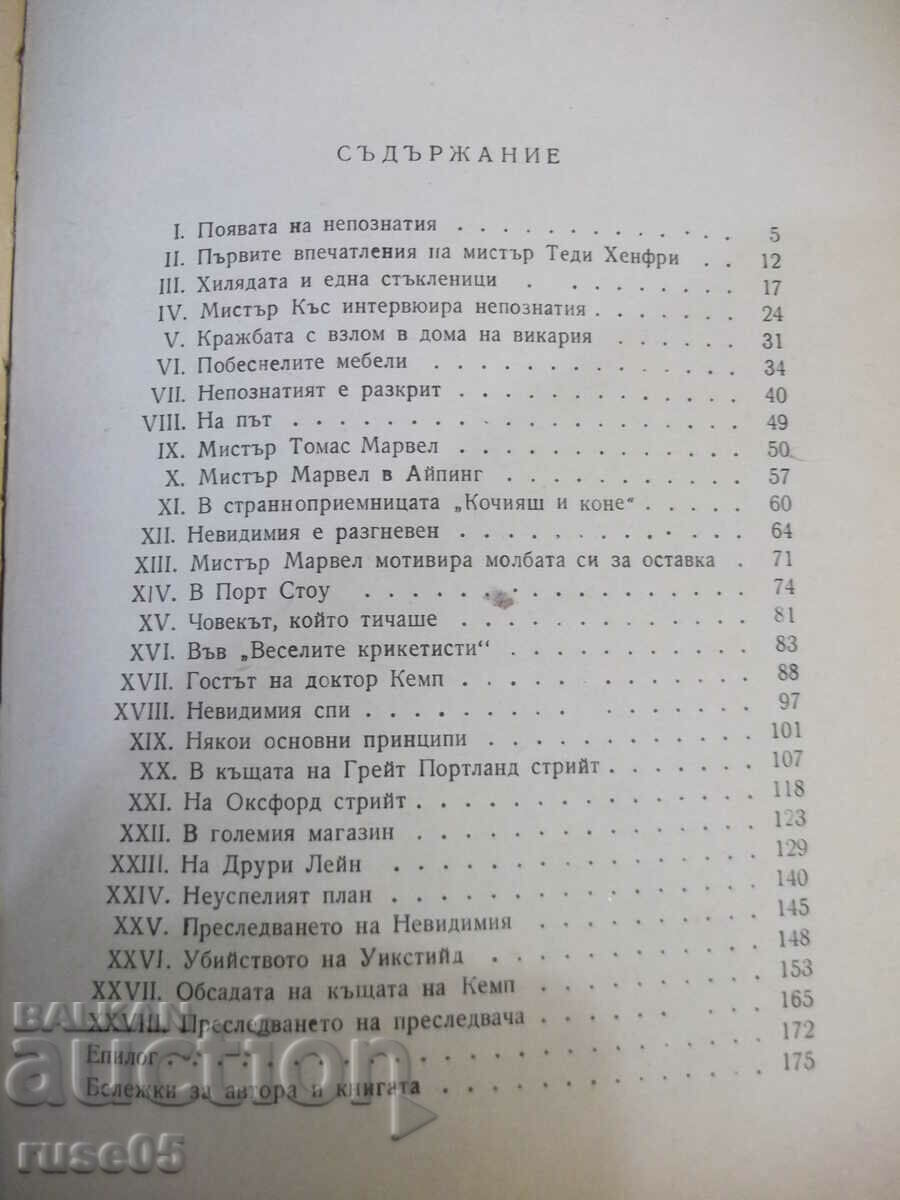 СЪДЪРЖАНИЕ
I. Появата на непознатия . . . . . . . . . . . . . 5
II. Първите впечатления на мистър Теди Хенфри . . 12
III. Хилядата и една стъкленици . . . . . . . . 17
IV. Мистър Къс интервюира непознатия . . . . . . . 24
V. Кражбата с взлом в дома на викария . . . . . . 31
VI. Побеснелите мебели . . . . . . . . . . . . . 34
VII. Непознатият е разкрит . . . . . . . . . . . . 40
VIII. На път . . . . . . . . . . . . . . . . . . 49
IX. Мистър Томас Марвел . . . . . . . . . . . . 50
X. Мистър Марвел в Айпинг . . . . . . . . . . . 57
XI. В странноприемницата „Кочияш и коне“ . . . . . 60
XII. Невидимия е разгневен . . . . . . . . . . . 64
XIII. Мистър Марвел мотивира молбата си за оставка . 71
XIV. В Порт Стоу . . . . . . . . . . . . . . . 74
XV. Човекът, който тичаше . . . . . . . . . . . 81
XVI. Във „Веселите крикетисти“ . . . . . . . . . . 83
XVII. Гостът на доктор Кемп . . . . . . . . . . . 88
XVIII. Невидимия спи . . . . . . . . . . . . . . 97
XIX. Някои основни принципи . . . . . . . . . . . 101
XX. В къщата на Грейт Портланд стрийт . . . . . . 107
XXI. На Оксфорд стрийт . . . . . . . . . . . . . 118
XXII. В големия магазин . . . . . . . . . . . . . 123
XXIII. На Друри Лейн . . . . . . . . . . . . . . 129
XXIV. Неуспелият план . . . . . . . . . . . . . . 140
XXV. Преследването на Невидимия . . . . . . . . . 145
XXVI. Убийството на Уикстийд . . . . . . . . . . . 148
XXVII. Обсадата на къщата на Кемп . . . . . . . . . 153
XXVIII. Преследването на преследвача . . . . . . . . 165
Епилог . . . . . . . . . . . . . . . . . . . 172
Бележки за автора и книгата . . . . . . . . . . . 175
BALKAN
auction
ruse05